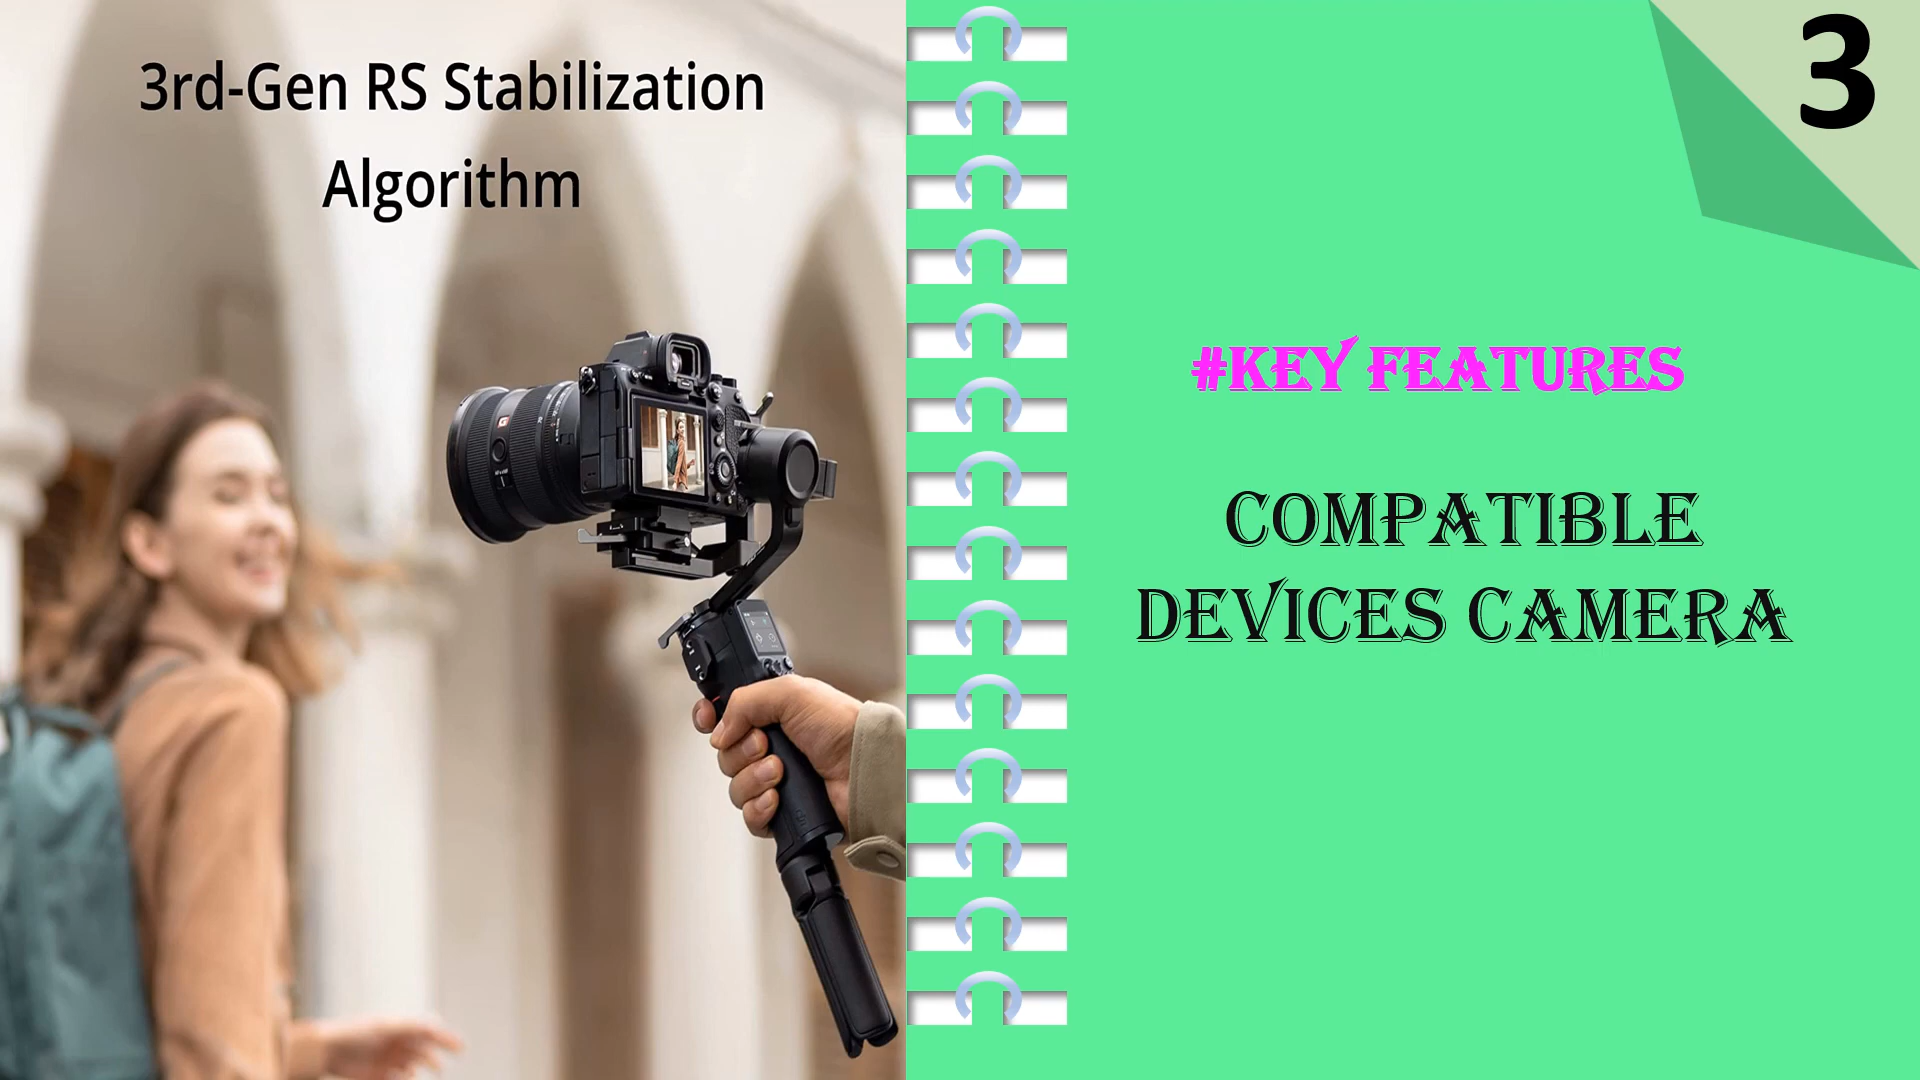 3rd-Gen RS Stabilization
Algorithm
3
#KEY FEATURES
COMPATIBLE
DEVICES CAMERA